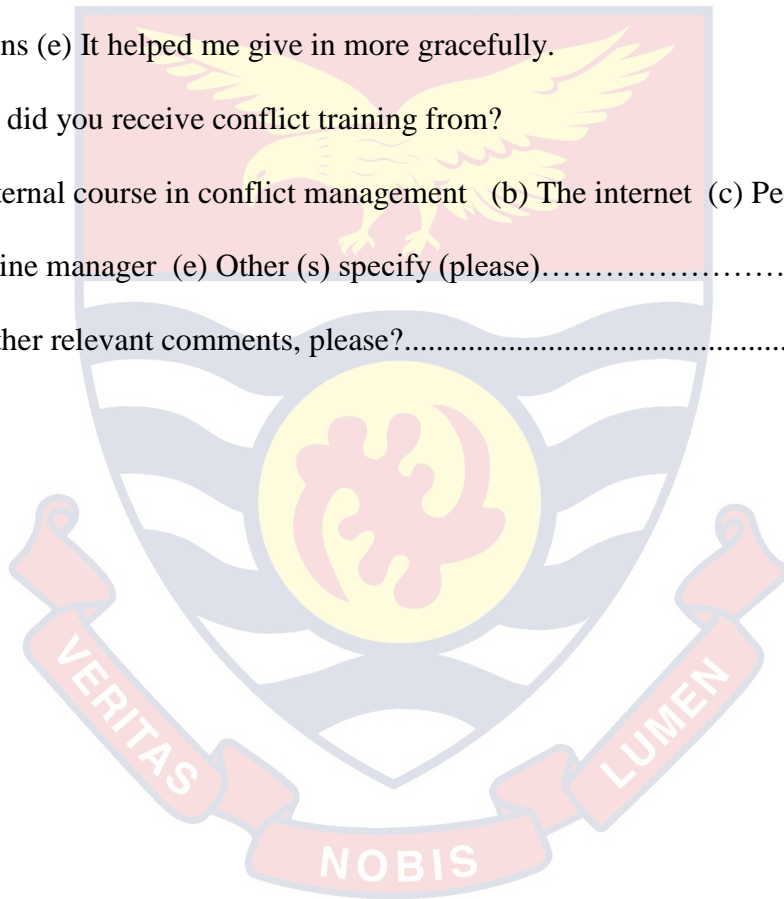 ns (e) It helped me give in more gracefully.
did you receive conflict training from?
ternal course in conflict management (b) The internet (c) Pe
ine manager (e) Other (s) specify (please)……………………
ther relevant comments, please?................................................
VERITAS
NOBIS
LUMEN